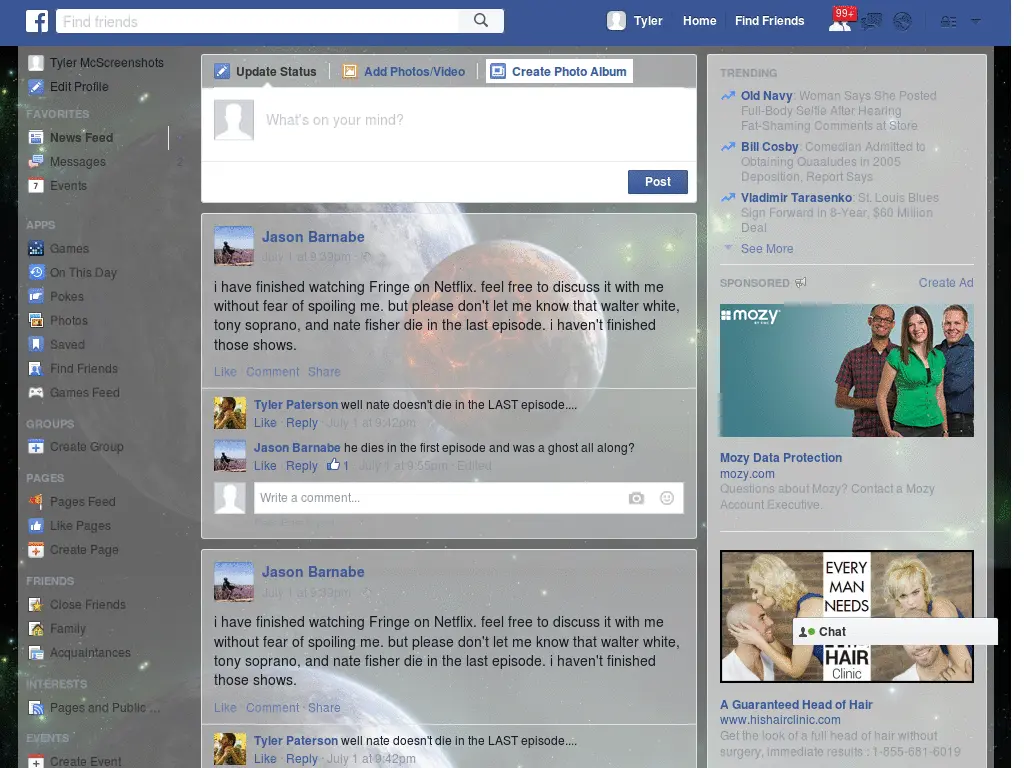 Find friends
Tyler Home Find Friends
99+
Tyler McScreenshots
Edit Profile
FAVORITES
News Feed
Messages 2
Events
APPS
Games
On This Day
Pokes
Photos
Saved
Find Friends
Games Feed
GROUPS
Create Group
PAGES
Pages Feed
Like Pages
Create Page
FRIENDS
Close Friends
Family
Acquaintances
INTERESTS
Pages and Public ...
EVENTS
Create Event
Update Status Add Photos/Video Create Photo Album
What's on your mind?
Post
Jason Barnabe
July 1 at 9:39pm ·
i have finished watching Fringe on Netflix. feel free to discuss it with me
without fear of spoiling me. but please don't let me know that walter white,
tony soprano, and nate fisher die in the last episode. i haven't finished
those shows.
Like · Comment · Share
Tyler Paterson well nate doesn't die in the LAST episode....
Like · Reply · July 1 at 9:42pm
Jason Barnabe he dies in the first episode and was a ghost all along?
Like · Reply · 1 · July 1 at 9:55pm · Edited
Write a comment...
Jason Barnabe
July 1 at 9:39pm ·
i have finished watching Fringe on Netflix. feel free to discuss it with me
without fear of spoiling me. but please don't let me know that walter white,
tony soprano, and nate fisher die in the last episode. i haven't finished
those shows.
Like · Comment · Share
Tyler Paterson well nate doesn't die in the LAST episode....
Like · Reply · July 1 at 9:42pm
TRENDING
Old Navy: Woman Says She Posted
Full-Body Selfie After Hearing
Fat-Shaming Comments at Store
Bill Cosby: Comedian Admitted to
Obtaining Quaaludes in 2005
Deposition, Report Says
Vladimir Tarasenko: St. Louis Blues
Sign Forward in 8-Year, $60 Million
Deal
See More
SPONSORED Create Ad
mozy
Mozy Data Protection
mozy.com
Questions about Mozy? Contact a Mozy
Account Executive.
EVERY
MAN
NEEDS
Chat
HAIR
Clinic
A Guaranteed Head of Hair
www.hishairclinic.com
Get the look of a full head of hair without
surgery, immediate results : 1-855-681-6019